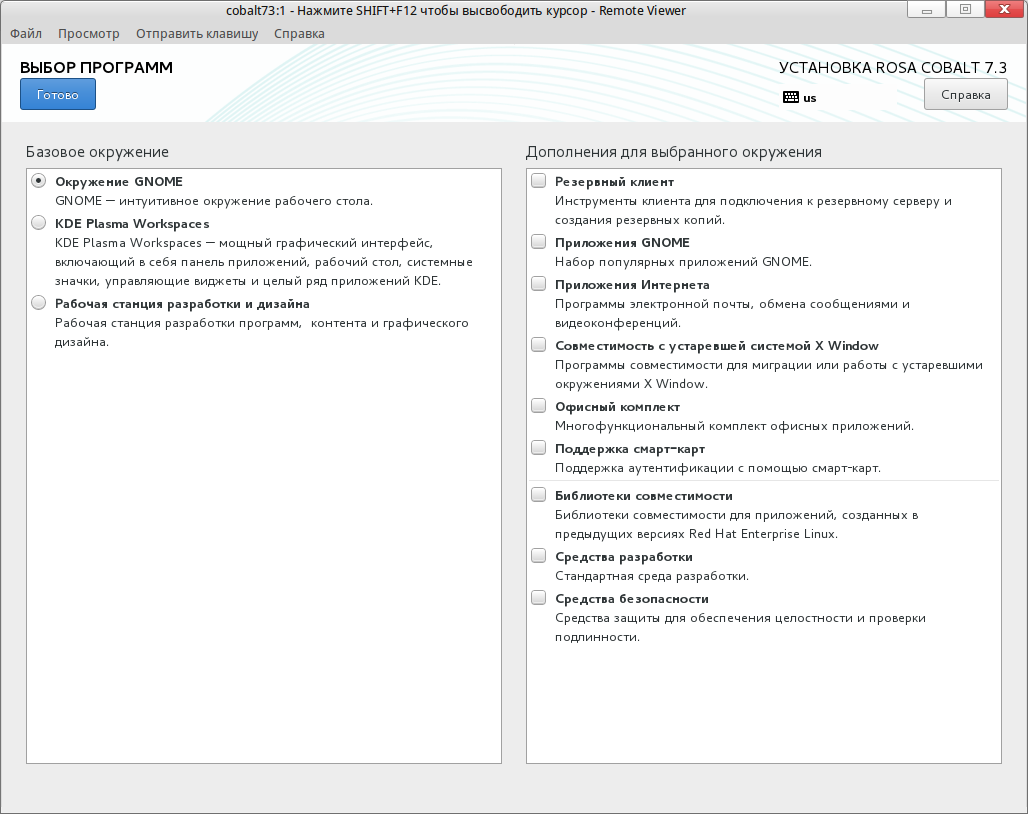 cobalt73:1 - Нажмите SHIFT+F12 чтобы высвободить курсор - Remote Viewer
Файл Просмотр Отправить клавишу Справка
ВЫБОР ПРОГРАММ
Готово
УСТАНОВКА ROSA COBALT 7.3
us
Справка
Базовое окружение
Окружение GNOME
GNOME — интуитивное окружение рабочего стола.
KDE Plasma Workspaces
KDE Plasma Workspaces — мощный графический интерфейс,
включающий в себя панель приложений, рабочий стол, системные
значки, управляющие виджеты и целый ряд приложений KDE.
Рабочая станция разработки и дизайна
Рабочая станция разработки программ, контента и графического
дизайна.
Дополнения для выбранного окружения
Резервный клиент
Инструменты клиента для подключения к резервному серверу и
создания резервных копий.
Приложения GNOME
Набор популярных приложений GNOME.
Приложения Интернета
Программы электронной почты, обмена сообщениями и
видеоконференций.
Совместимость с устаревшей системой X Window
Программы совместимости для миграции или работы с устаревшими
окружениями X Window.
Офисный комплект
Многофункциональный комплект офисных приложений.
Поддержка смарт-карт
Поддержка аутентификации с помощью смарт-карт.
Библиотеки совместимости
Библиотеки совместимости для приложений, созданных в
предыдущих версиях Red Hat Enterprise Linux.
Средства разработки
Стандартная среда разработки.
Средства безопасности
Средства защиты для обеспечения целостности и проверки
подлинности.